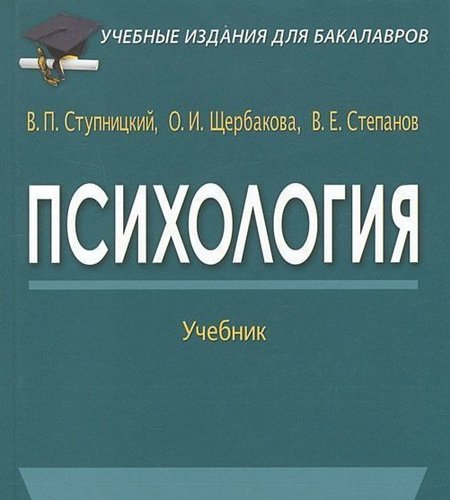 УЧЕБНЫЕ ИЗДАНИЯ ДЛЯ БАКАЛАВРОВ
В. П. Ступницкий, О. И. Щербакова, В. Е. Степанов
ПСИХОЛОГИЯ
Учебник